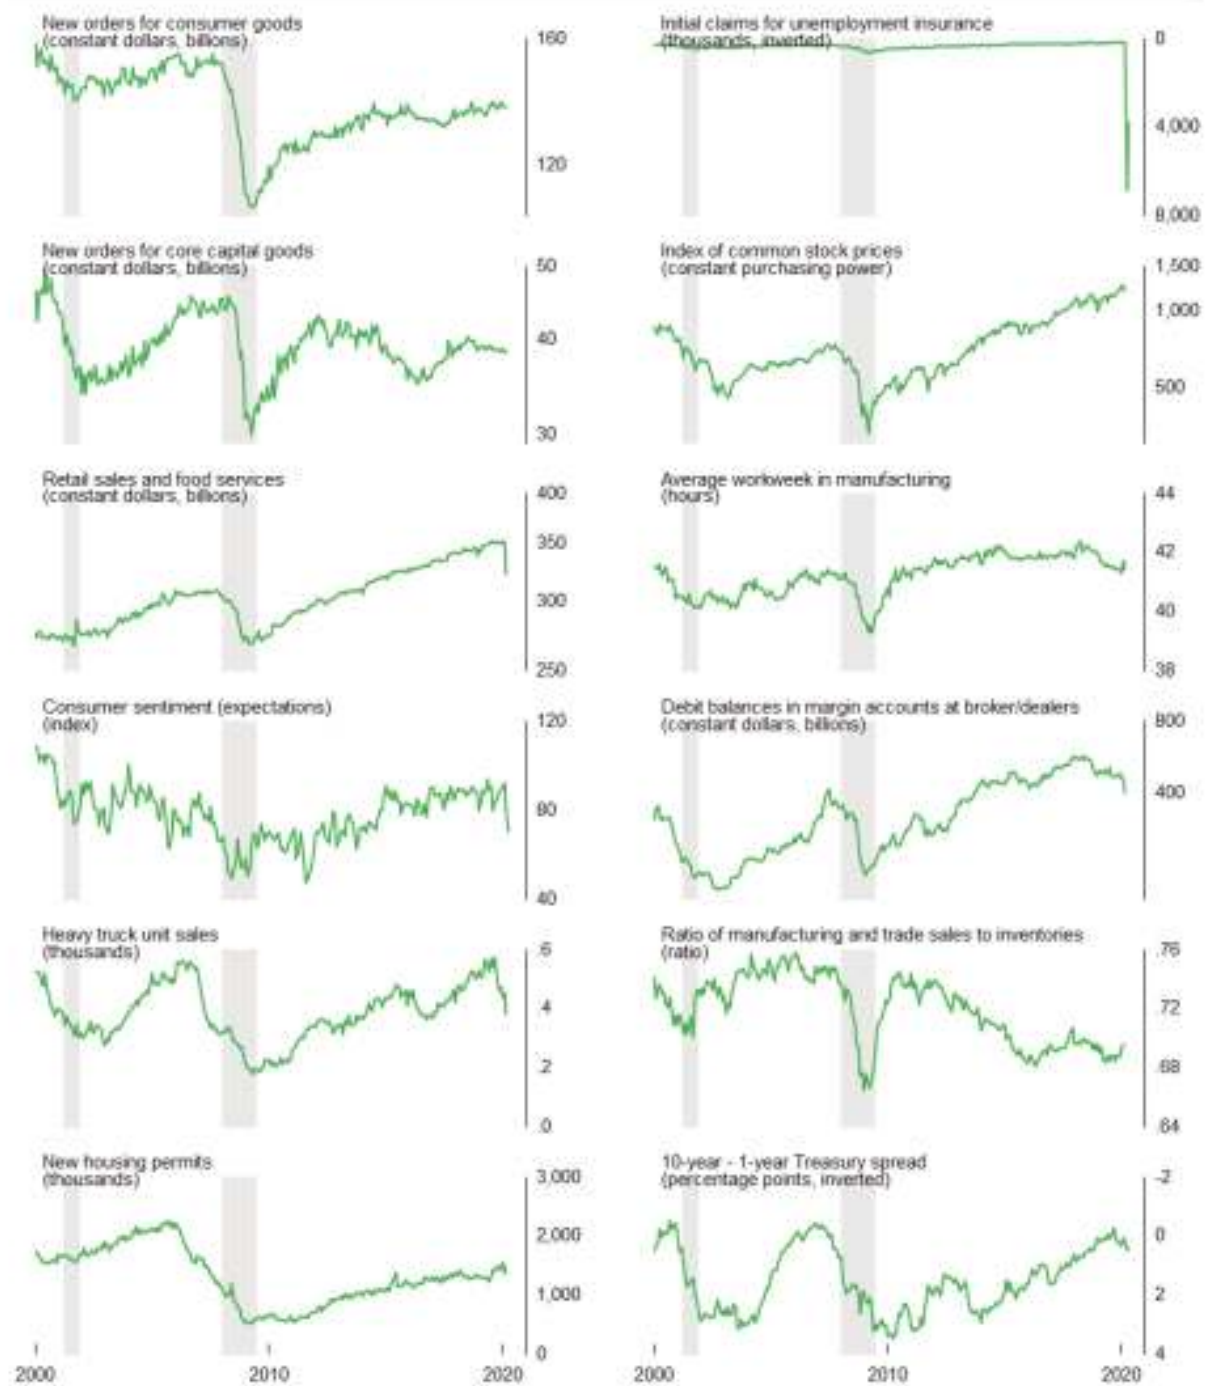 New orders for consumer goods
(constant dollars, billions)
160
120
Initial claims for unemployment insurance
(thousands, inverted)
0
4,000
8,000
New orders for core capital goods
(constant dollars, billions)
50
40
30
Index of common stock prices
(constant purchasing power)
1,500
1,000
500
Retail sales and food services
(constant dollars, billions)
400
350
300
250
Average workweek in manufacturing
(hours)
44
42
40
38
Consumer sentiment (expectations)
(index)
120
80
40
Debit balances in margin accounts at broker/dealers
(constant dollars, billions)
800
400
Heavy truck unit sales
(thousands)
.6
.4
.2
.0
Ratio of manufacturing and trade sales to inventories
(ratio)
.76
.72
.68
.64
New housing permits
(thousands)
3,000
2,000
1,000
0
2000
2010
2020
10-year - 1-year Treasury spread
(percentage points, inverted)
-2
0
2
4
2000
2010
2020